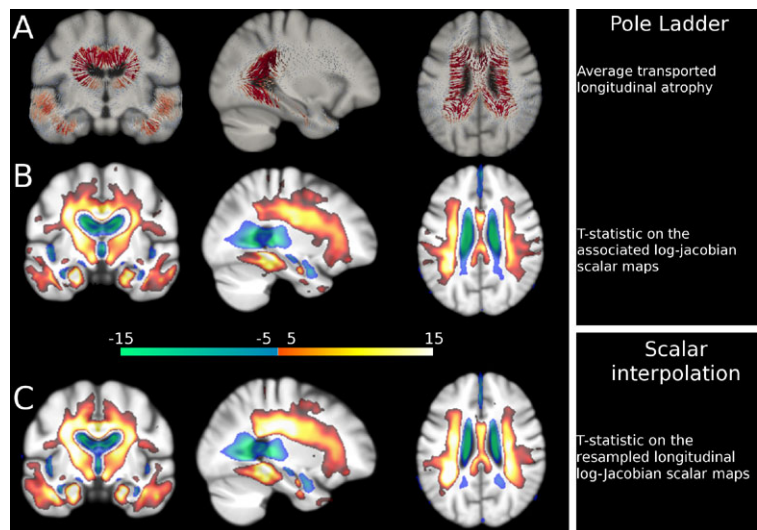 A
Pole Ladder
Average transported
longitudinal atrophy
B
T-statistic on the
associated log-jacobian
scalar maps
-15 -5 5 15
C
Scalar
interpolation
T-statistic on the
resampled longitudinal
log-Jacobian scalar maps